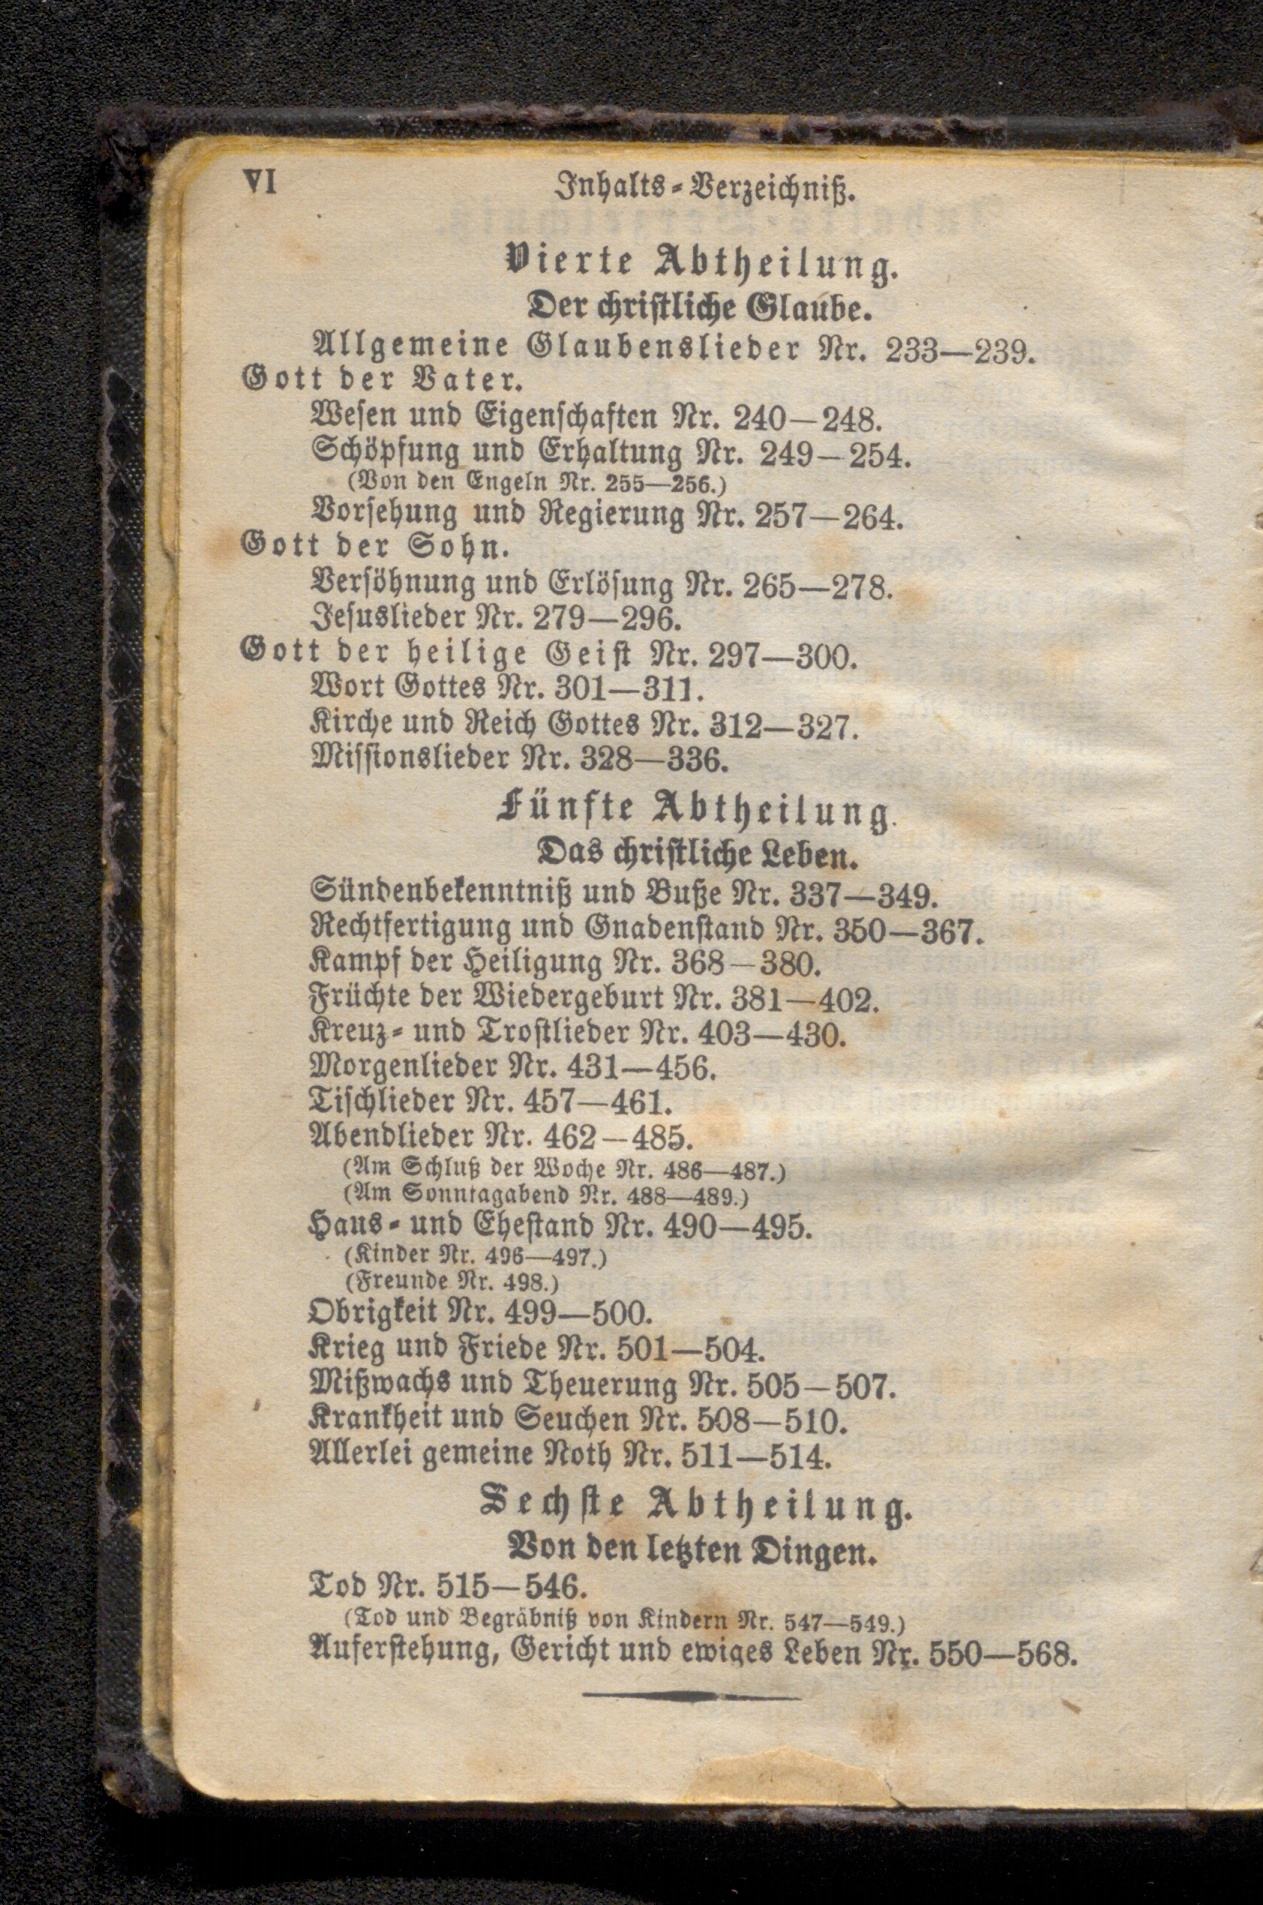 VI
Inhalts-Verzeichniß.
Vierte Abtheilung.
Der christliche Glaube.
Allgemeine Glaubenslieder Nr. 233—239.
Gott der Vater.
Wesen und Eigenschaften Nr. 240—248.
Schöpfung und Erhaltung Nr. 249—254.
(Von den Engeln Nr. 255—256.)
Vorsehung und Regierung Nr. 257—264.
Gott der Sohn.
Versöhnung und Erlösung Nr. 265—278.
Jesuslieder Nr. 279—296.
Gott der heilige Geist Nr. 297—300.
Wort Gottes Nr. 301—311.
Kirche und Reich Gottes Nr. 312—327.
Missionslieder Nr. 328—336.
Fünfte Abtheilung.
Das christliche Leben.
Sündenbekenntniß und Buße Nr. 337—349.
Rechtfertigung und Gnadenstand Nr. 350—367.
Kampf der Heiligung Nr. 368—380.
Früchte der Wiedergeburt Nr. 381—402.
Kreuz- und Trostlieder Nr. 403—430.
Morgenlieder Nr. 431—456.
Tischlieder Nr. 457—461.
Abendlieder Nr. 462—485.
(Am Schluß der Woche Nr. 486—487.)
(Am Sonntagabend Nr. 488—489.)
Haus- und Ehestand Nr. 490—495.
(Kinder Nr. 496—497.)
(Freunde Nr. 498.)
Obrigkeit Nr. 499—500.
Krieg und Friede Nr. 501—504.
Mißwachs und Theuerung Nr. 505—507.
Krankheit und Seuchen Nr. 508—510.
Allerlei gemeine Noth Nr. 511—514.
Sechste Abtheilung.
Von den letzten Dingen.
Tod Nr. 515—546.
(Tod und Begräbniß von Kindern Nr. 547—549.)
Auferstehung, Gericht und ewiges Leben Nr. 550—568.